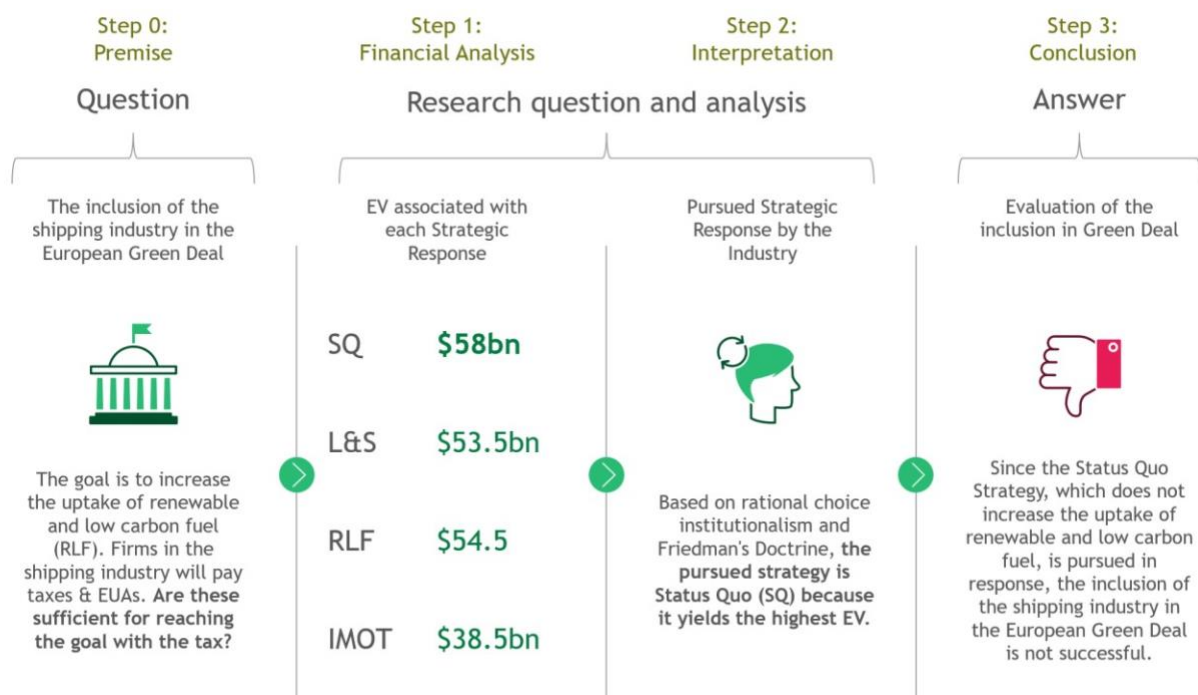 Step 0:
Premise
Question
The inclusion of the
shipping industry in the
European Green Deal
The goal is to increase
the uptake of renewable
and low carbon fuel
(RLF). Firms in the
shipping industry will pay
taxes & EUAs. Are these
sufficient for reaching
the goal with the tax?
Step 1:
Financial Analysis
Step 2:
Interpretation
Research question and analysis
EV associated with
each Strategic
Response
SQ $58bn
L&S $53.5bn
RLF $54.5
IMOT $38.5bn
Pursued Strategic
Response by the
Industry
Based on rational choice
institutionalism and
Friedman's Doctrine, the
pursued strategy is
Status Quo (SQ) because
it yields the highest EV.
Step 3:
Conclusion
Answer
Evaluation of the
inclusion in Green Deal
Since the Status Quo
Strategy, which does not
increase the uptake of
renewable and low carbon
fuel, is pursued in
response, the inclusion of
the shipping industry in
the European Green Deal
is not successful.